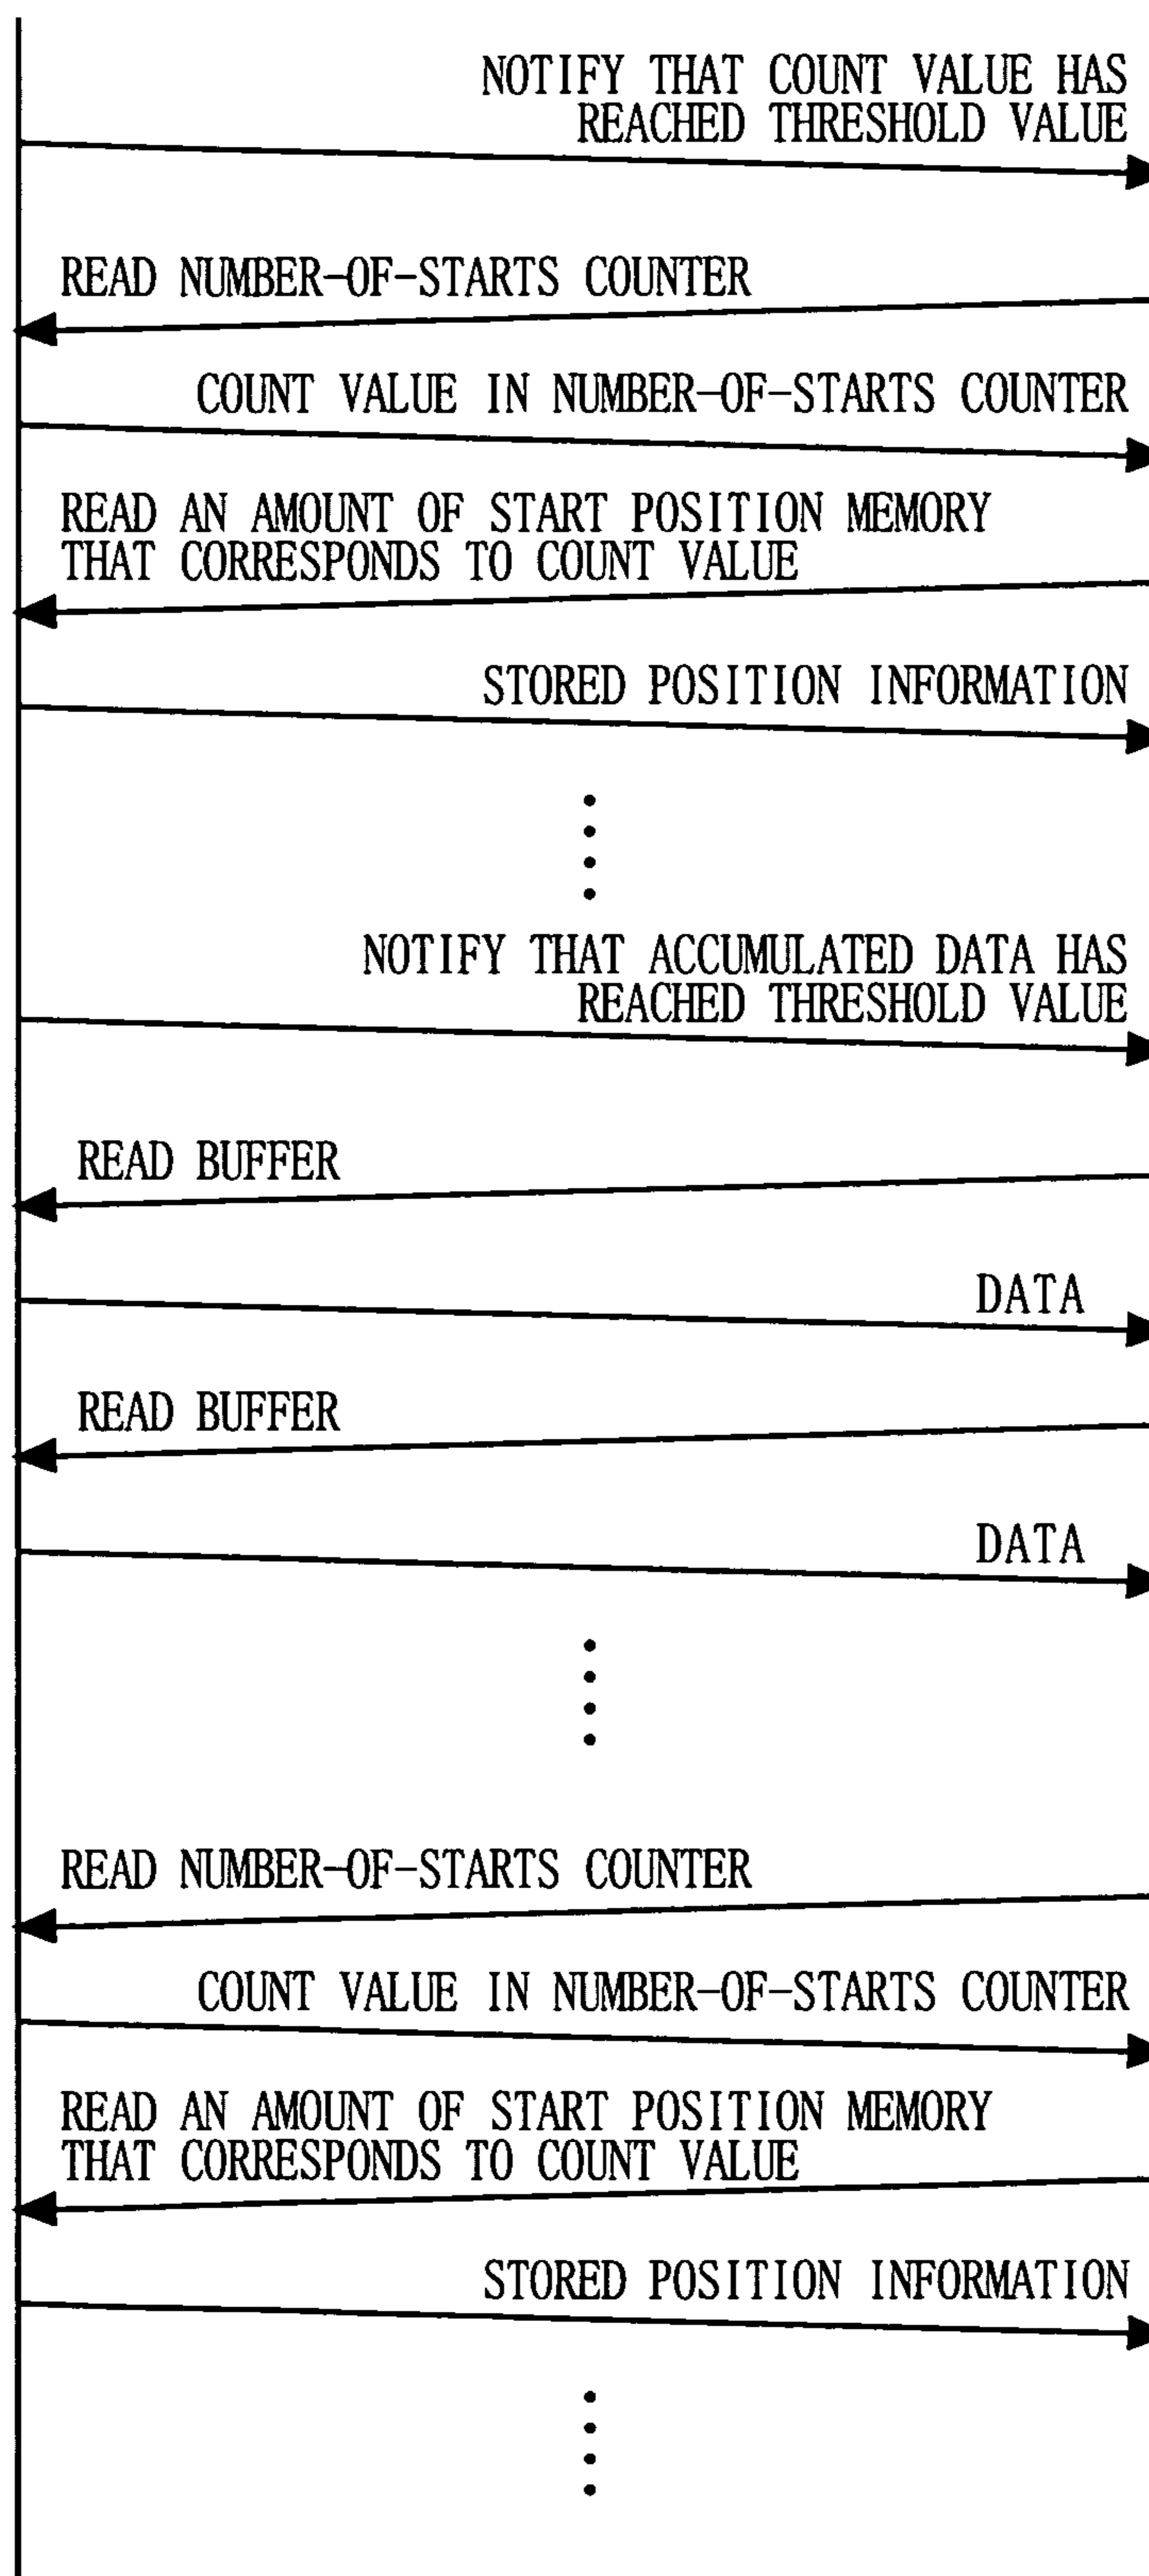 NOTIFY THAT COUNT VALUE HAS
REACHED THRESHOLD VALUE
READ NUMBER-OF-STARTS COUNTER
COUNT VALUE IN NUMBER-OF-STARTS COUNTER
READ AN AMOUNT OF START POSITION MEMORY
THAT CORRESPONDS TO COUNT VALUE
STORED POSITION INFORMATION
NOTIFY THAT ACCUMULATED DATA HAS
REACHED THRESHOLD VALUE
READ BUFFER
DATA
READ BUFFER
DATA
READ NUMBER-OF-STARTS COUNTER
COUNT VALUE IN NUMBER-OF-STARTS COUNTER
READ AN AMOUNT OF START POSITION MEMORY
THAT CORRESPONDS TO COUNT VALUE
STORED POSITION INFORMATION